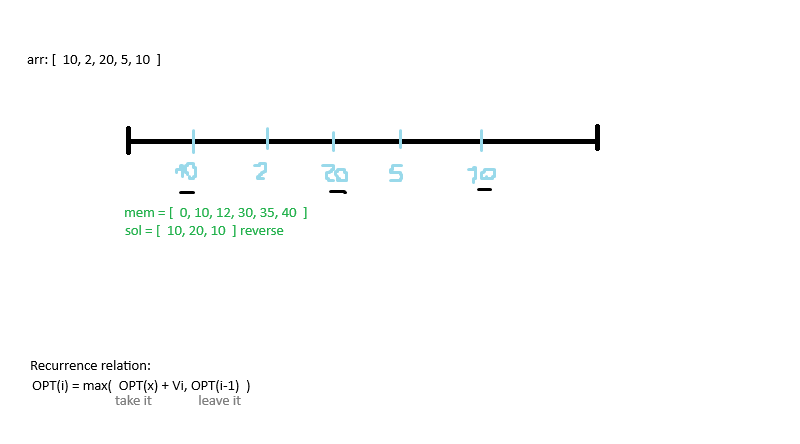 arr: [ 10, 2, 20, 5, 10 ]
10 2 20 5 10
mem = [ 0, 10, 12, 30, 35, 40 ]
sol = [ 10, 20, 10 ] reverse
Recurrence relation:
OPT(i) = max( OPT(x) + Vi, OPT(i-1) )
take it leave it